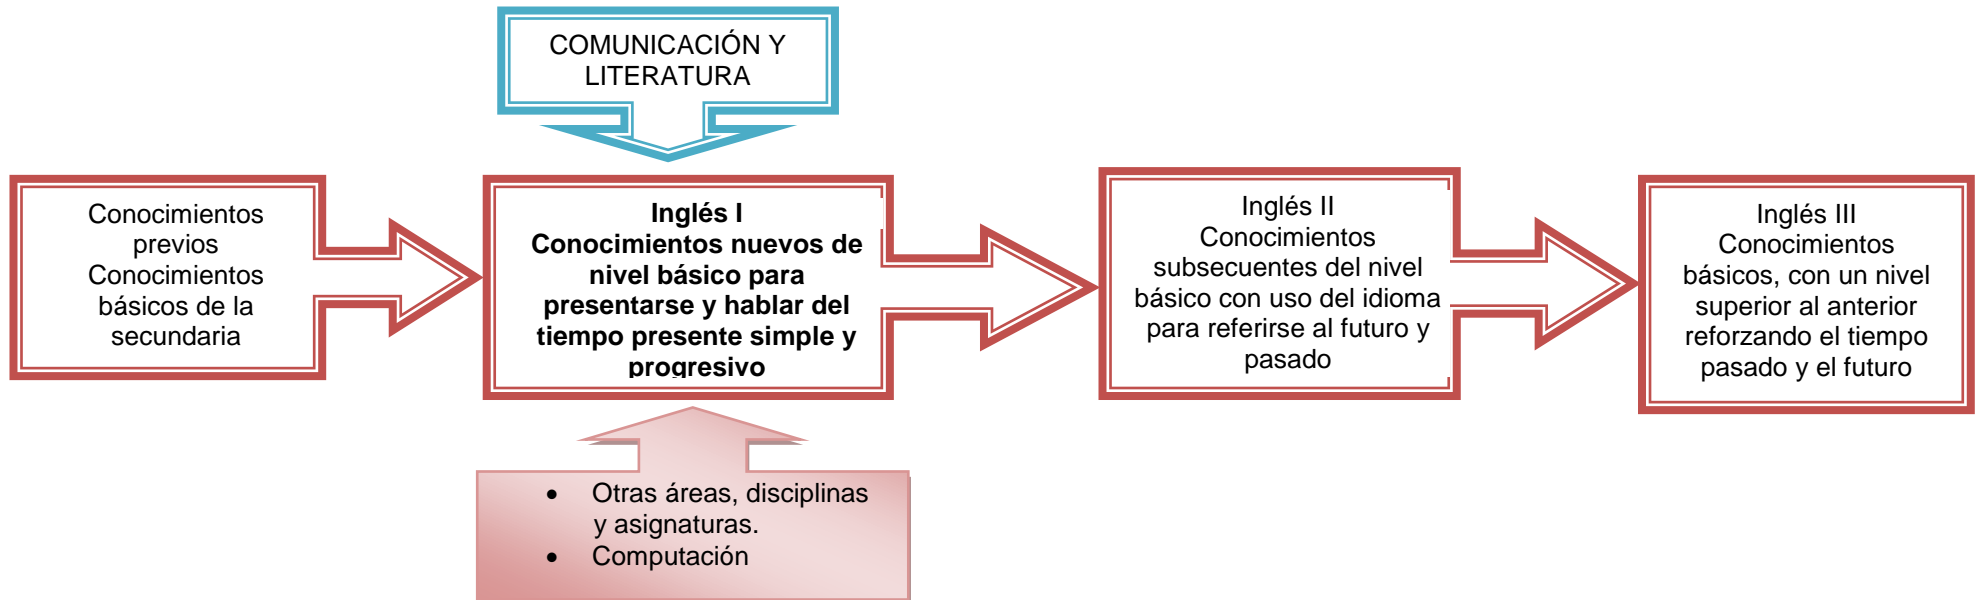 COMUNICACIÓN Y
LITERATURA
Conocimientos
previos
Conocimientos
básicos de la
secundaria
Inglés I
Conocimientos nuevos de
nivel básico para
presentarse y hablar del
tiempo presente simple y
progresivo
Inglés II
Conocimientos
subsecuentes del nivel
básico con uso del idioma
para referirse al futuro y
pasado
Inglés III
Conocimientos
básicos, con un nivel
superior al anterior
reforzando el tiempo
pasado y el futuro
• Otras áreas, disciplinas
y asignaturas.
• Computación